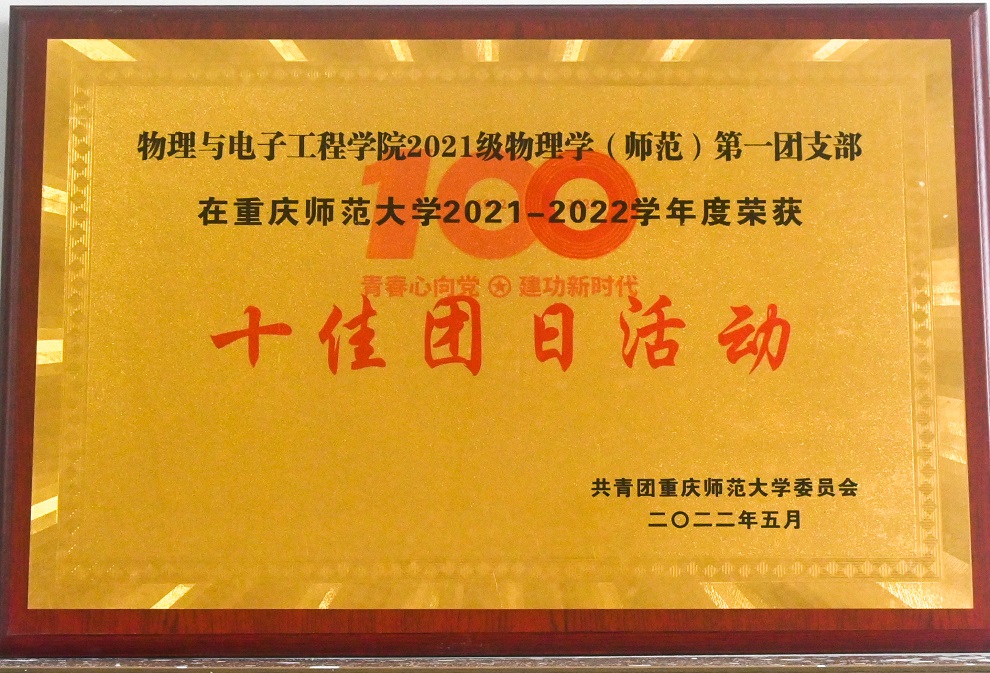 物理与电子工程学院2021级物理学（师范）第一团支部
100
在重庆师范大学2021-2022学年度荣获
青春心向党 建功新时代
十佳团日活动
共青团重庆师范大学委员会
二〇二二年五月